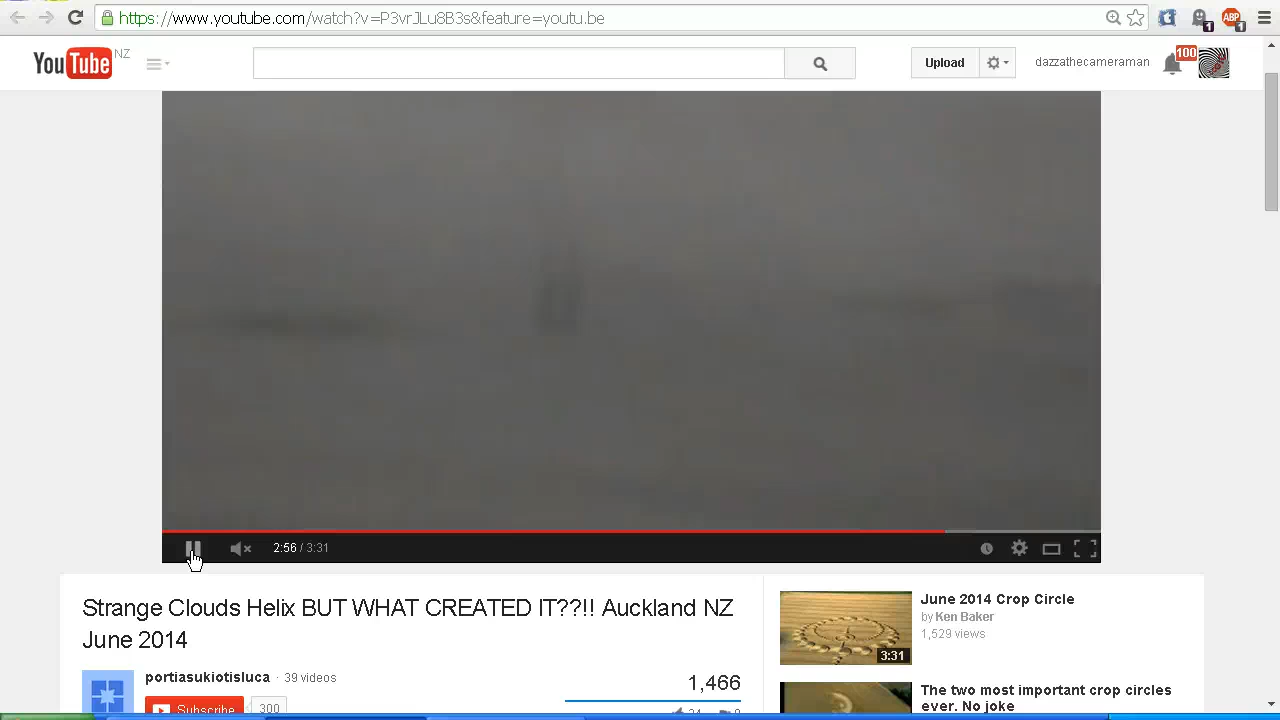 https://www.youtube.com/watch?v=P3vrJLu8B3s&feature=youtu.be
ABP
1
1
YouTube NZ
Upload
dazzathecameraman
100
2:56 / 3:31
Strange Clouds Helix BUT WHAT CREATED IT??!! Auckland NZ
June 2014
portiasukiotisluca · 39 videos
Subscribe
300
1,466
June 2014 Crop Circle
by Ken Baker
1,529 views
3:31
The two most important crop circles
ever. No joke